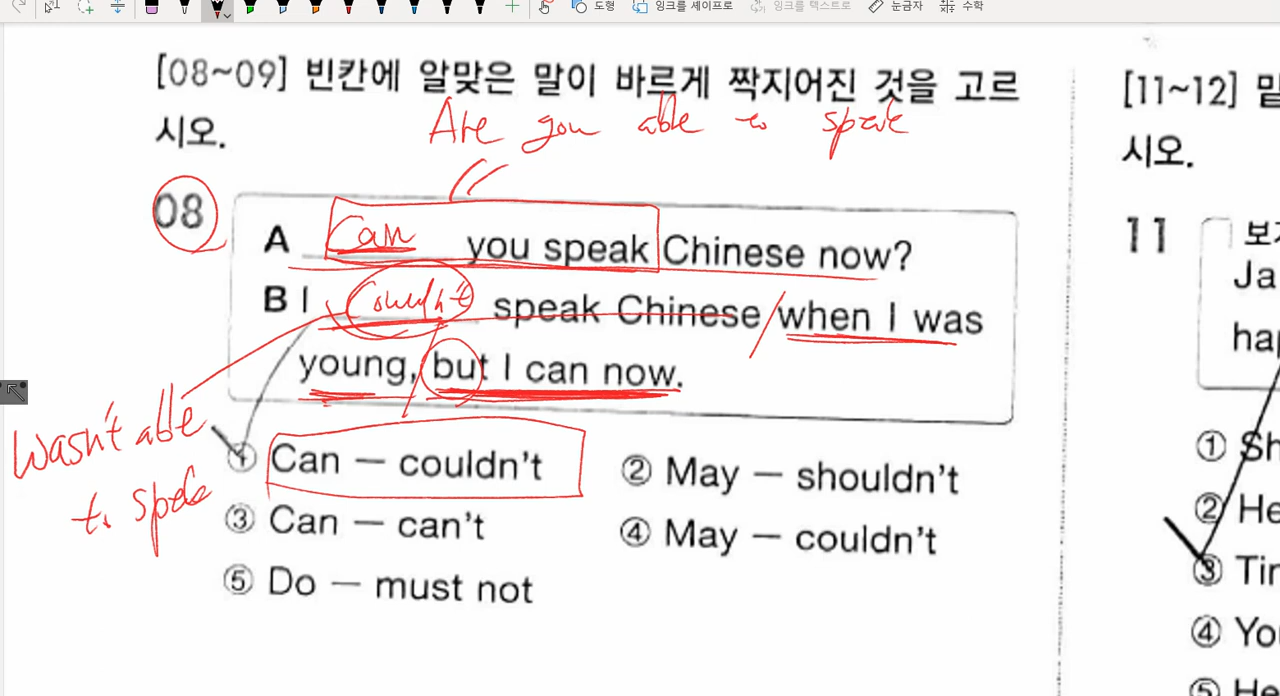 도형
잉크를 셰이프로
잉크를 텍스트로
눈금자
수학
[08~09] 빈칸에 알맞은 말이 바르게 짝지어진 것을 고르
시오.
Are you able to speak
08
A Can you speak Chinese now?
B I couldn't speak Chinese when I was
young, but I can now.
wasn't able
to speak
① Can – couldn't
② May – shouldn't
③ Can – can't
④ May – couldn't
⑤ Do – must not
[11~12]
시오.
11
Ja
①
② He
③
④
⑤ He